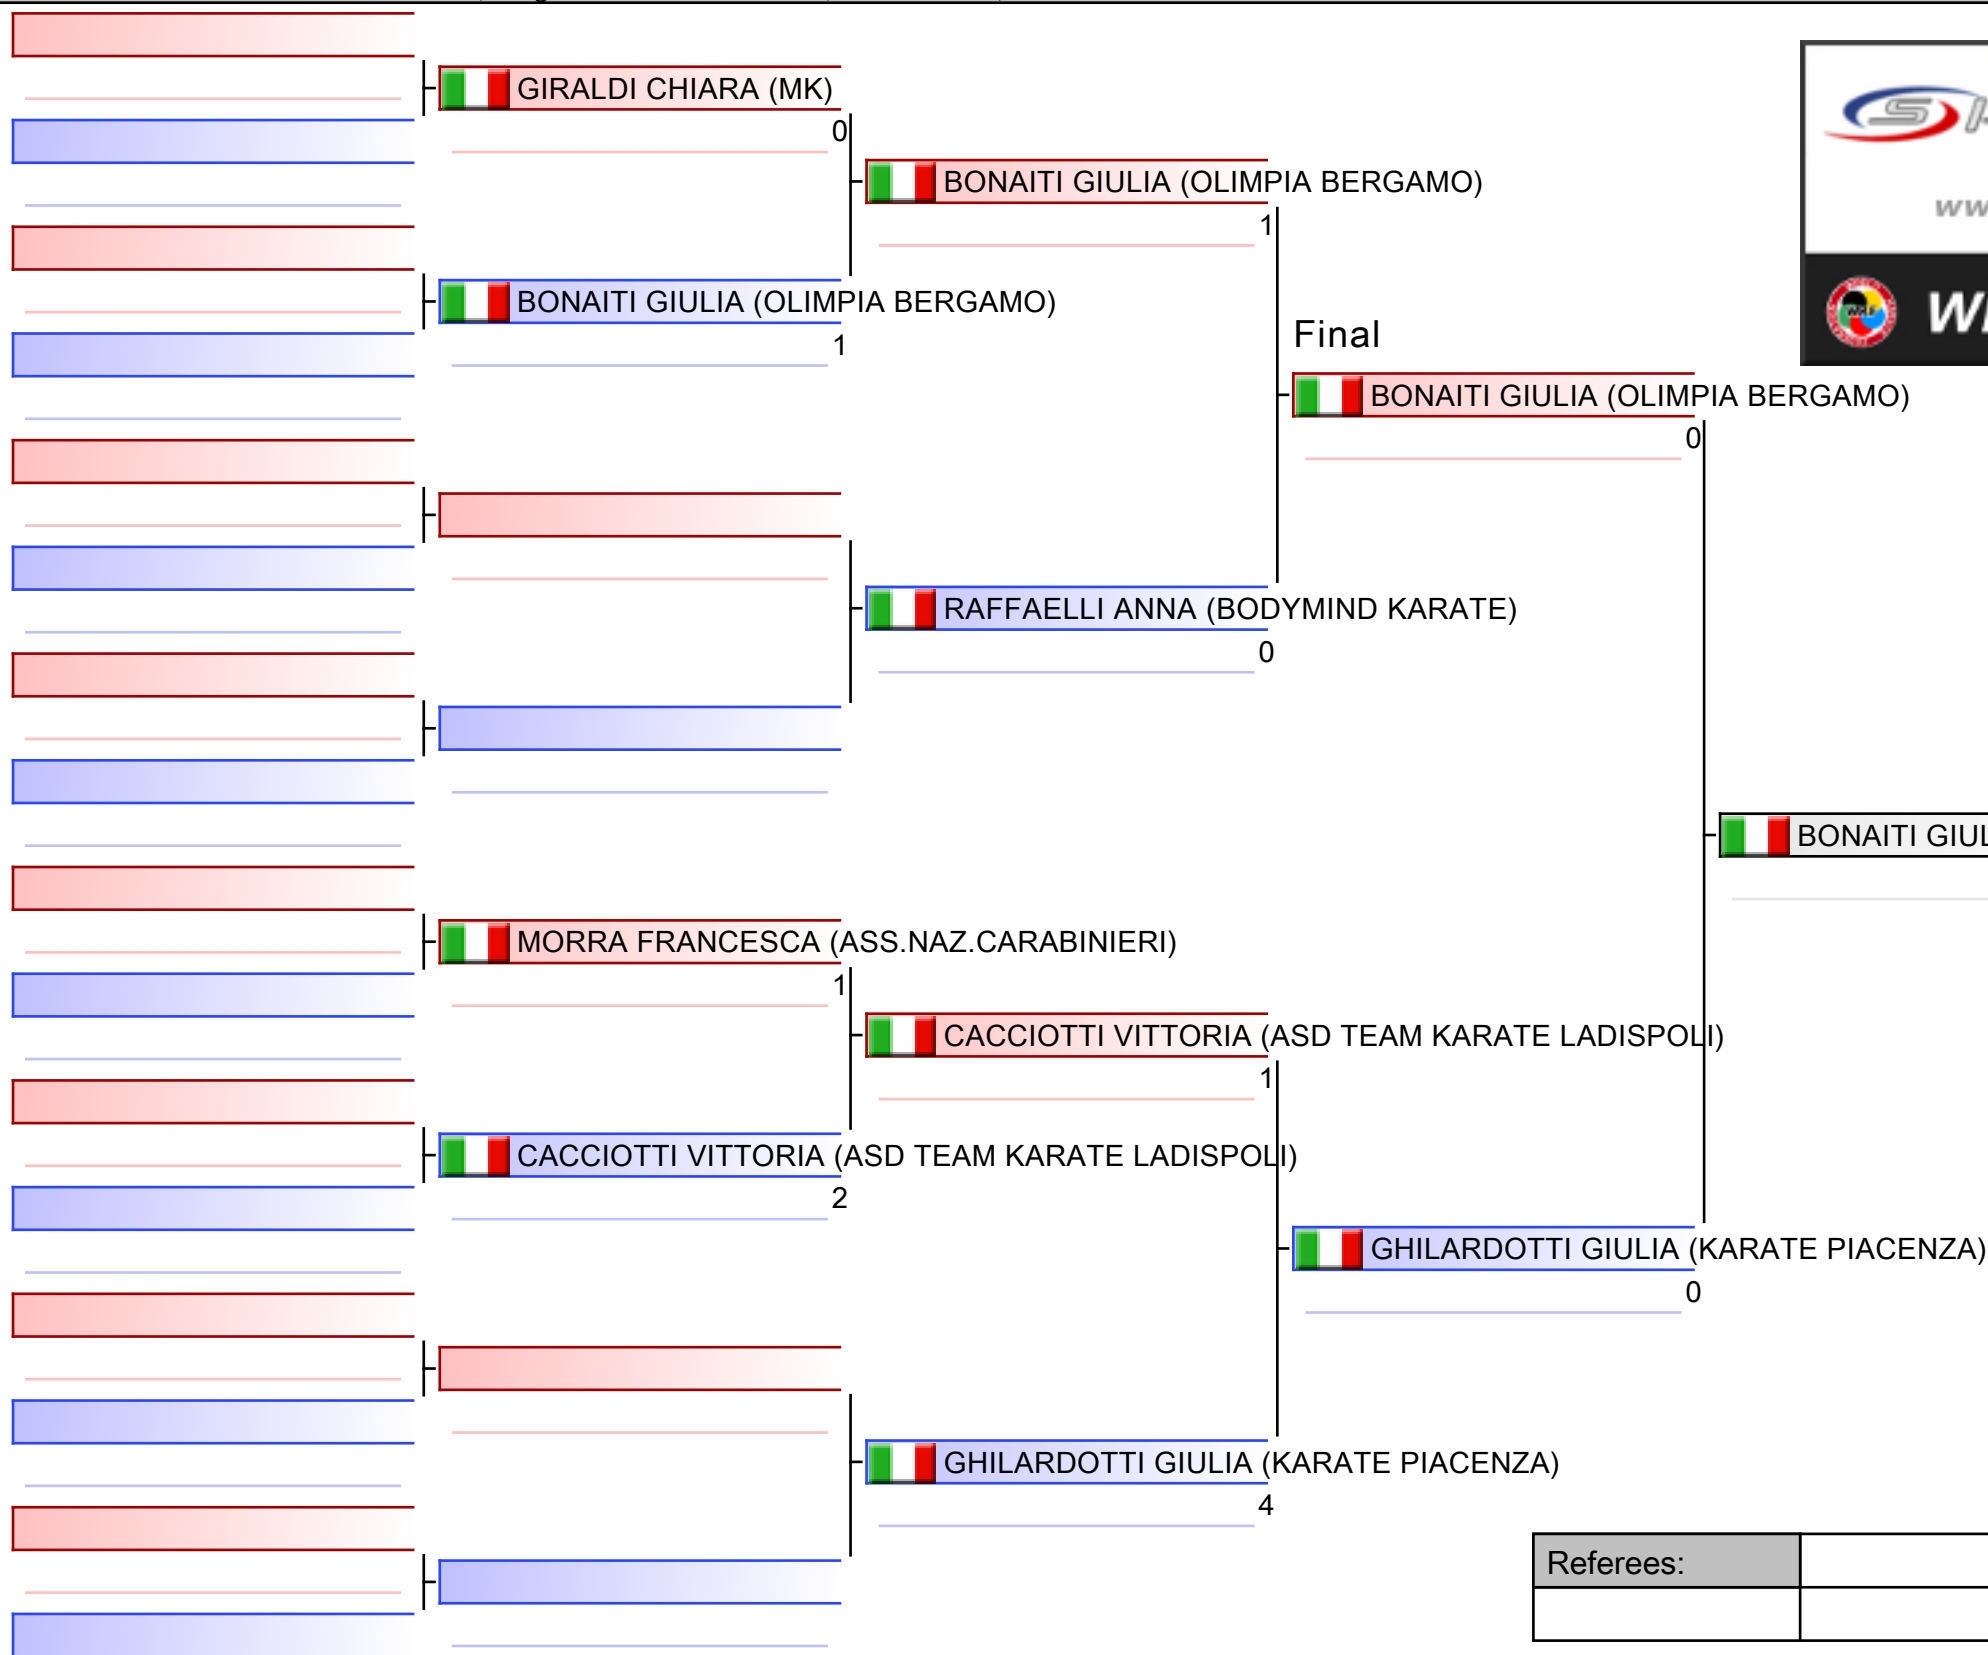 GIRALDI CHIARA (MK)
0
BONAITI GIULIA (OLIMPIA BERGAMO)
1
BONAITI GIULIA (OLIMPIA BERGAMO)
1
Final
BONAITI GIULIA (OLIMPIA BERGAMO)
0
RAFFAELLI ANNA (BODYMIND KARATE)
0
BONAITI
MORRA FRANCESCA (ASS.NAZ.CARABINIERI)
1
CACCIOTTI VITTORIA (ASD TEAM KARATE LADISPOLI)
1
CACCIOTTI VITTORIA (ASD TEAM KARATE LADISPOLI)
2
GHILARDOTTI GIULIA (KARATE PIACENZA)
0
GHILARDOTTI GIULIA (KARATE PIACENZA)
4
Referees: